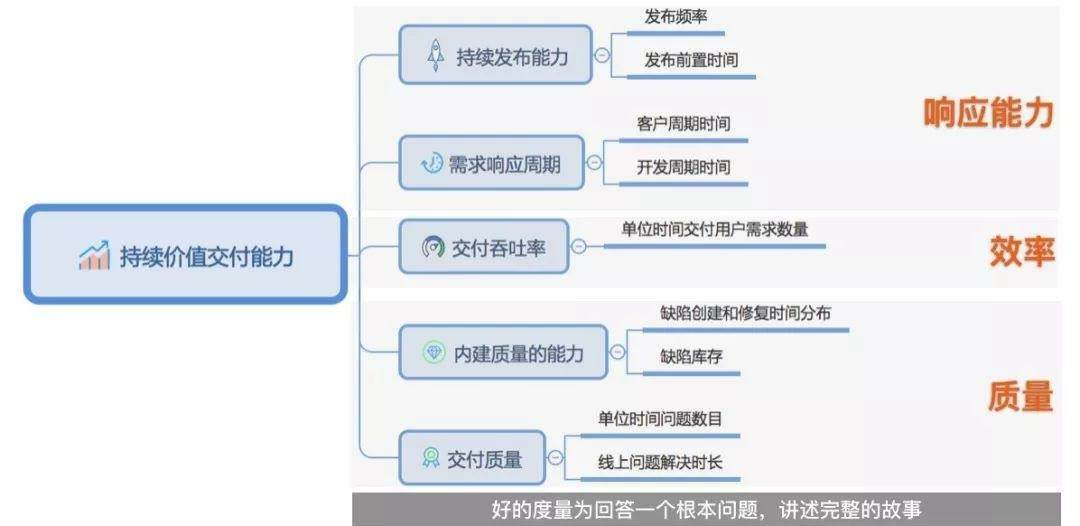 发布频率
持续发布能力
发布前置时间
响应能力
客户周期时间
需求响应周期
开发周期时间
单位时间交付用户需求数量
交付吞吐率
效率
持续价值交付能力
缺陷创建和修复时间分布
内建质量的能力
缺陷库存
质量
单位时间问题数目
交付质量
线上问题解决时长
好的度量为回答一个根本问题，讲述完整的故事